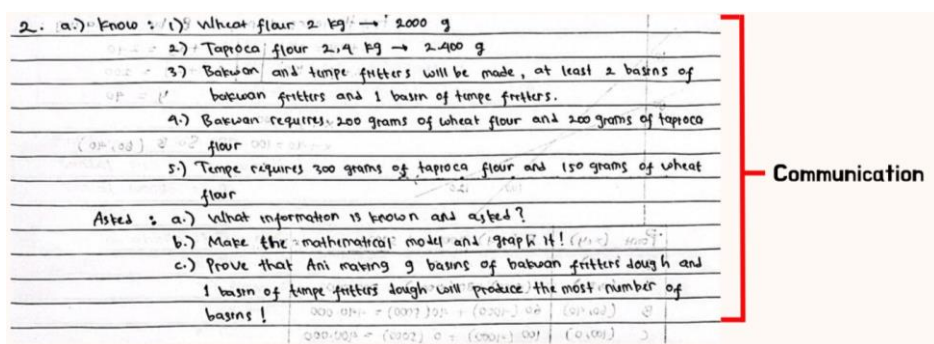 2. a.) Know : 1) Wheat flour 2 kg → 2000 g
2) Tapioca flour 2,4 kg → 2.400 g
3) Bakwan and tempe fritters will be made, at least 2 basins of
bakwan fritters and 1 basin of tempe fritters.
4.) Bakwan requires 200 grams of wheat flour and 200 grams of tapioca
flour
5.) Tempe requires 300 grams of tapioca flour and 150 grams of wheat
flour
Asked : a.) What information is known and asked?
b.) Make the mathematical model and graph it!
c.) Prove that Ani making 9 basins of bakwan fritters dough and
1 basin of tempe fritters dough will produce the most number of
basins!
Communication